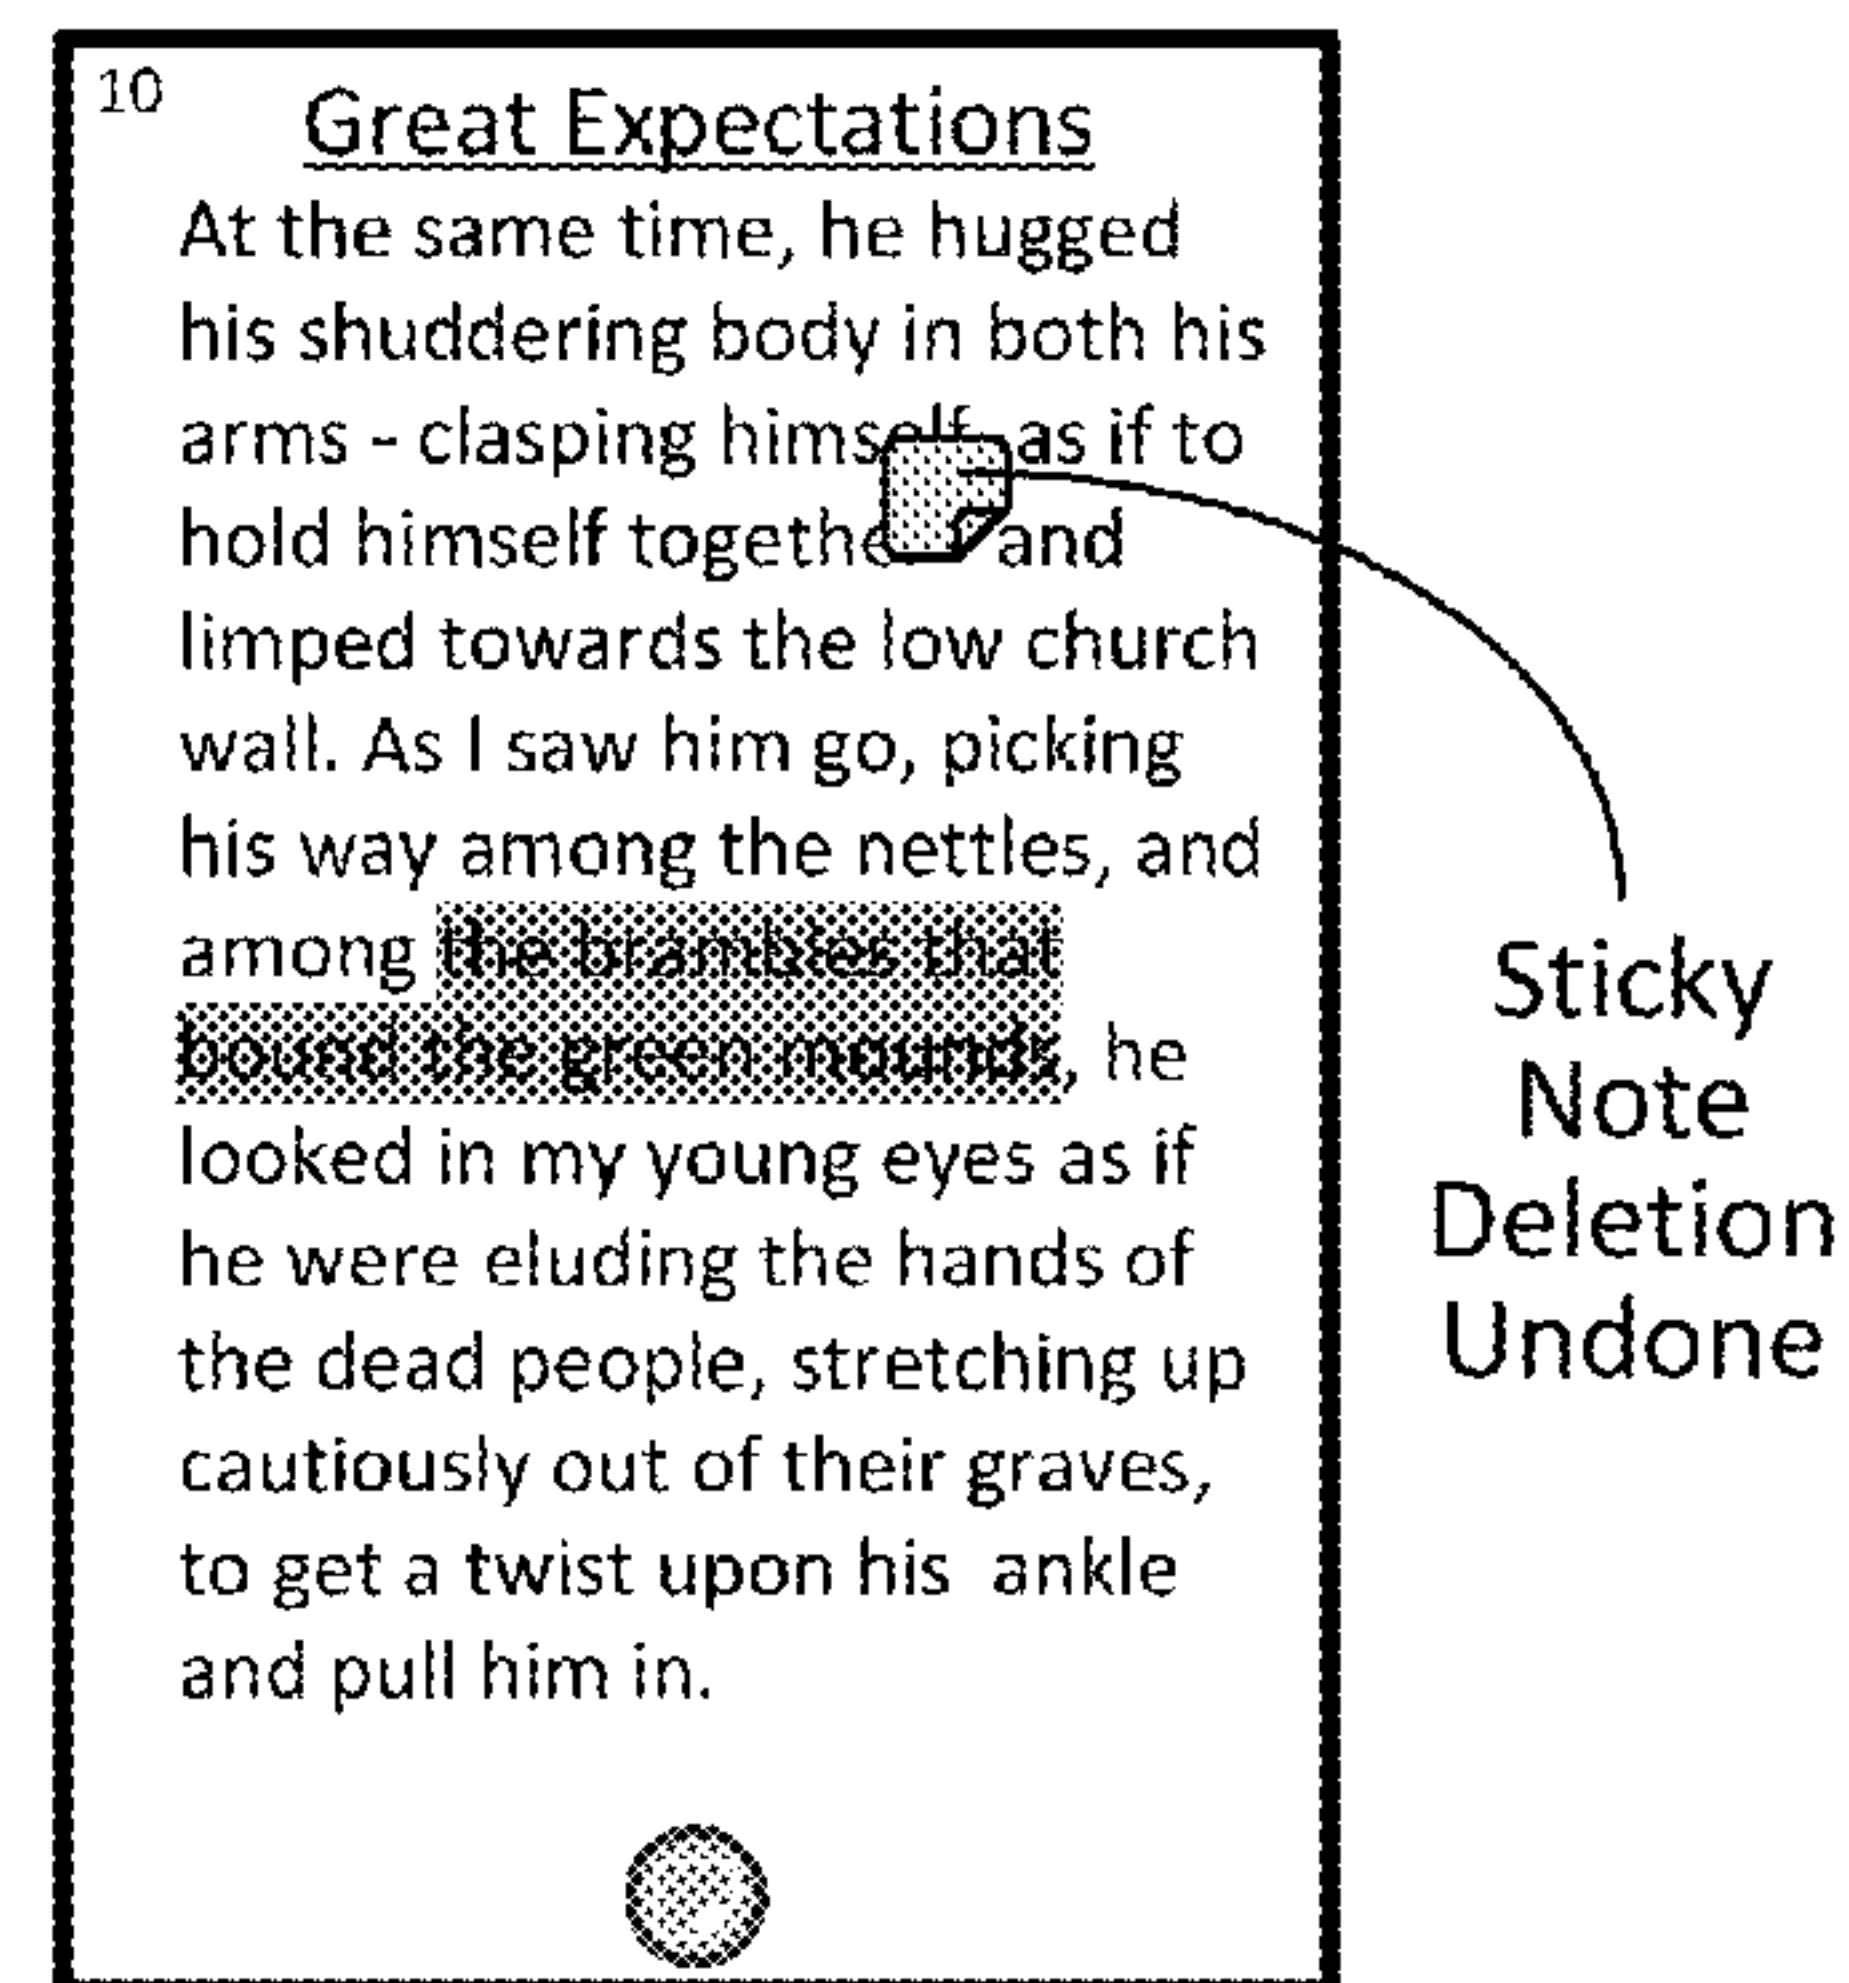 10
Great Expectations
At the same time, he hugged
his shuddering body in both his
arms - clasping himself as if to
hold himself togethe and
limped towards the low church
wall. As I saw him go, picking
his way among the nettles, and
among the brambles that
bound the green mounds, he
looked in my young eyes as if
he were eluding the hands of
the dead people, stretching up
cautiously out of their graves,
to get a twist upon his ankle
and pull him in.
Sticky
Note
Deletion
Undone